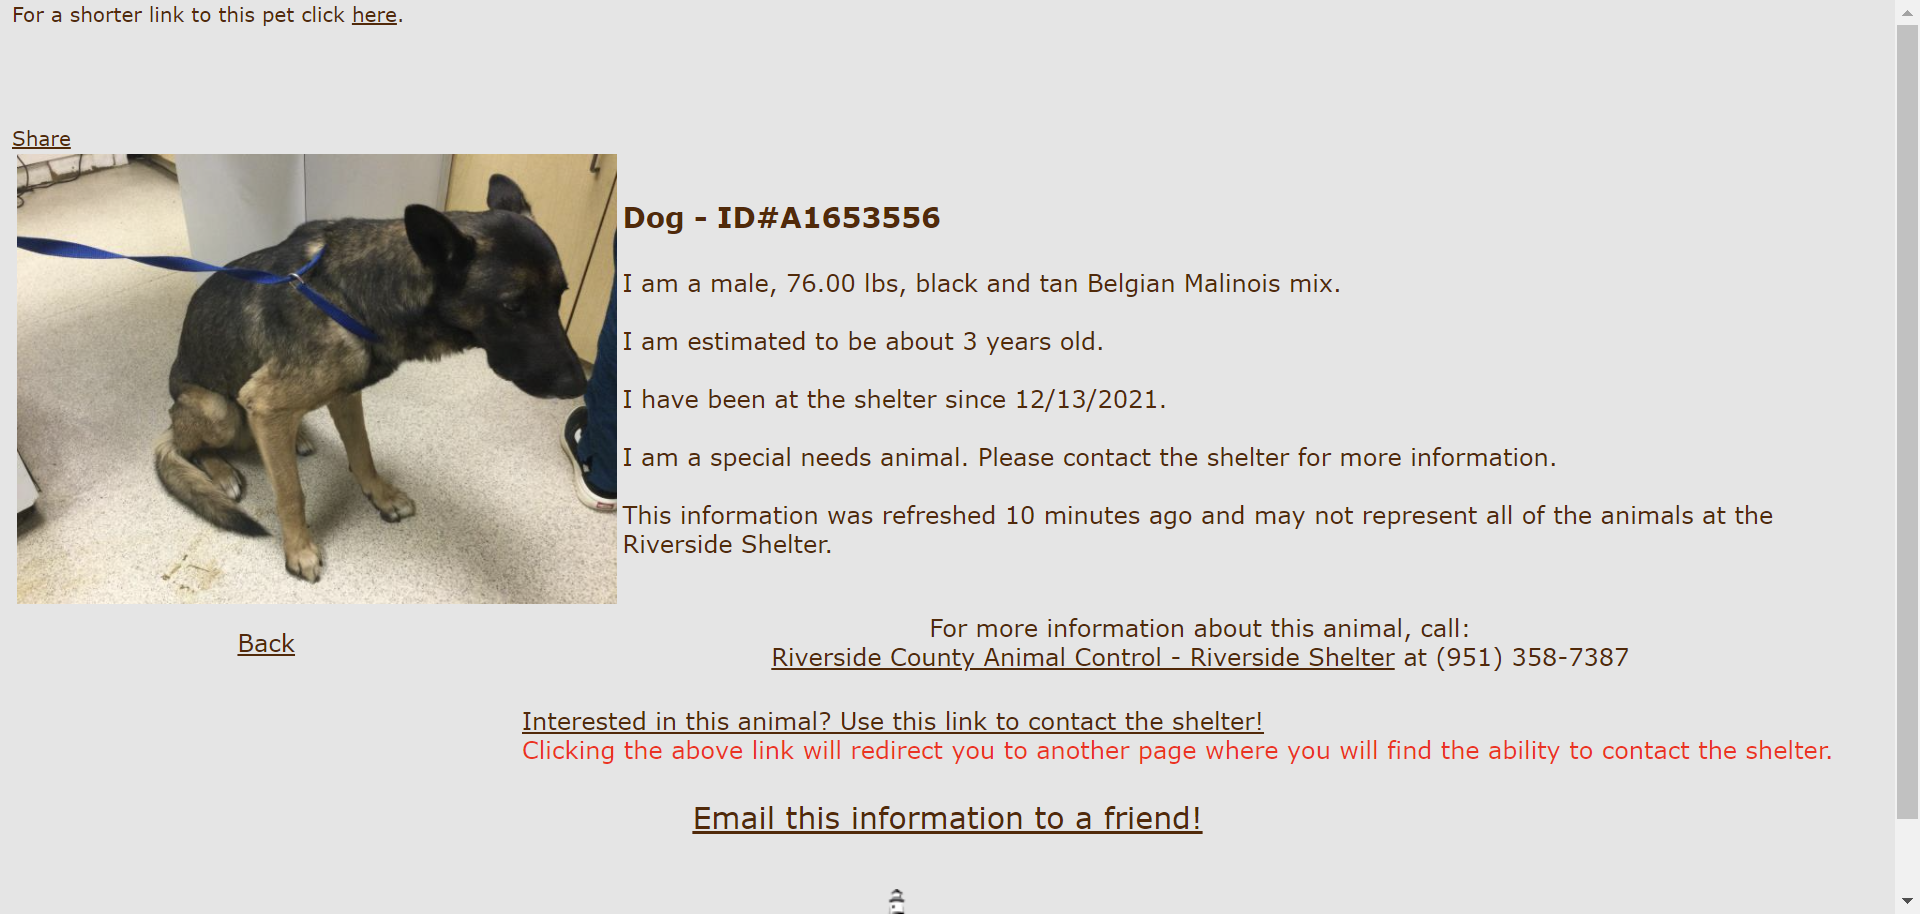 For a shorter link to this pet click here.
Share
Dog - ID#A1653556
I am a male, 76.00 lbs, black and tan Belgian Malinois mix.
I am estimated to be about 3 years old.
I have been at the shelter since 12/13/2021.
I am a special needs animal. Please contact the shelter for more information.
This information was refreshed 10 minutes ago and may not represent all of the animals at the
Riverside Shelter.
Back
For more information about this animal, call:
Riverside County Animal Control - Riverside Shelter at (951) 358-7387
Interested in this animal? Use this link to contact the shelter!
Clicking the above link will redirect you to another page where you will find the ability to contact the shelter.
Email this information to a friend!